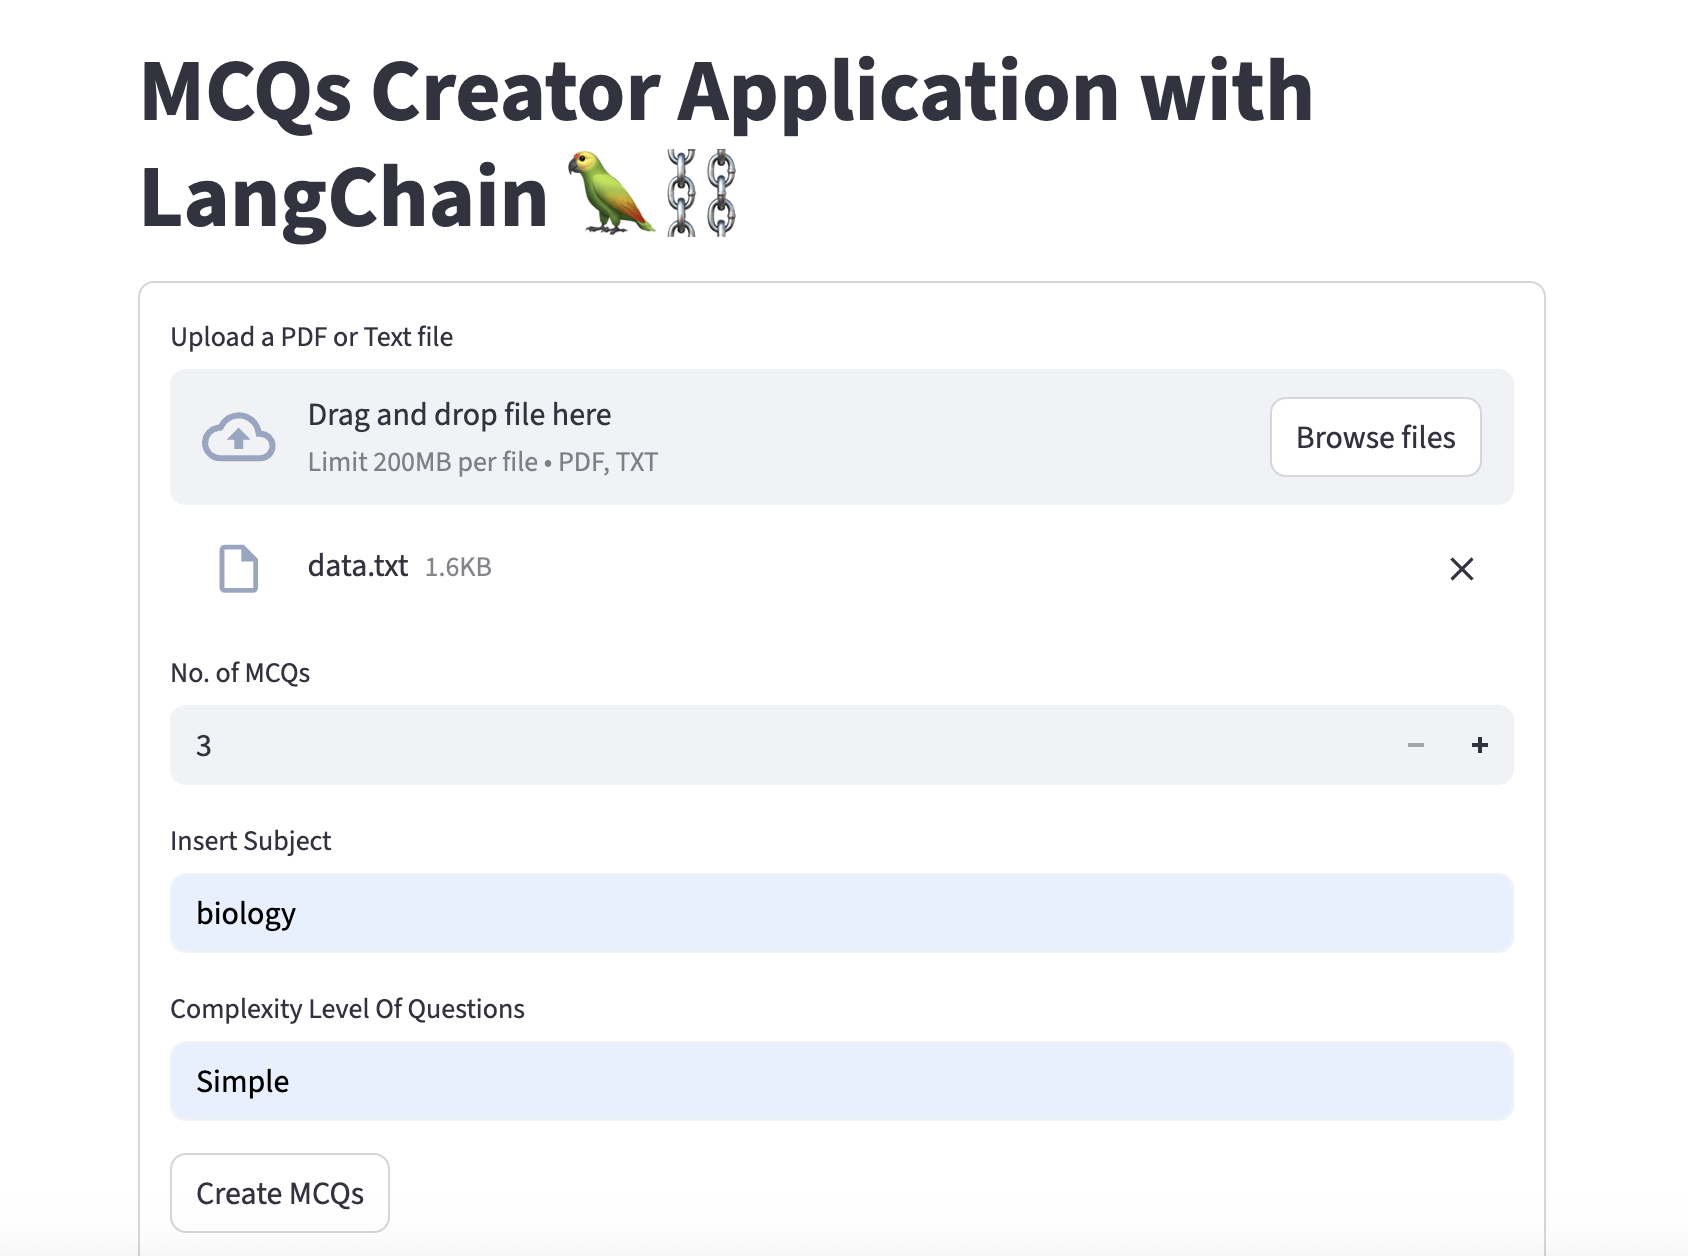 MCQs Creator Application with
LangChain 🦜⛓️
Upload a PDF or Text file
Drag and drop file here
Limit 200MB per file • PDF, TXT
Browse files
data.txt 1.6KB
No. of MCQs
3
Insert Subject
biology
Complexity Level Of Questions
Simple
Create MCQs